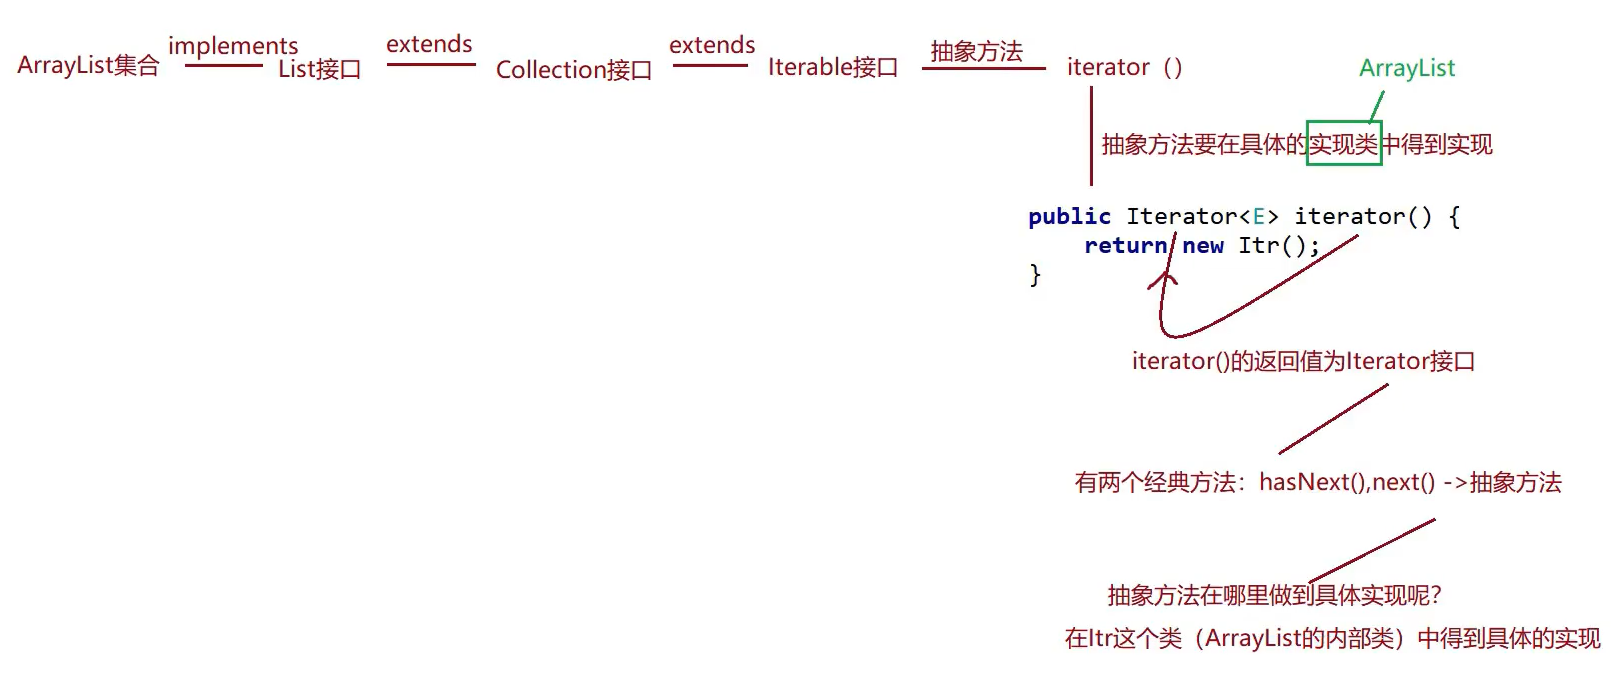 ArrayList集合 implements List接口 extends Collection接口 extends Iterable接口 抽象方法 iterator（）
ArrayList
抽象方法要在具体的实现类中得到实现
public Iterator<E> iterator() {
return new Itr();
}
iterator()的返回值为Iterator接口
有两个经典方法：hasNext(),next() ->抽象方法
抽象方法在哪里做到具体实现呢？
在Itr这个类（ArrayList的内部类）中得到具体的实现